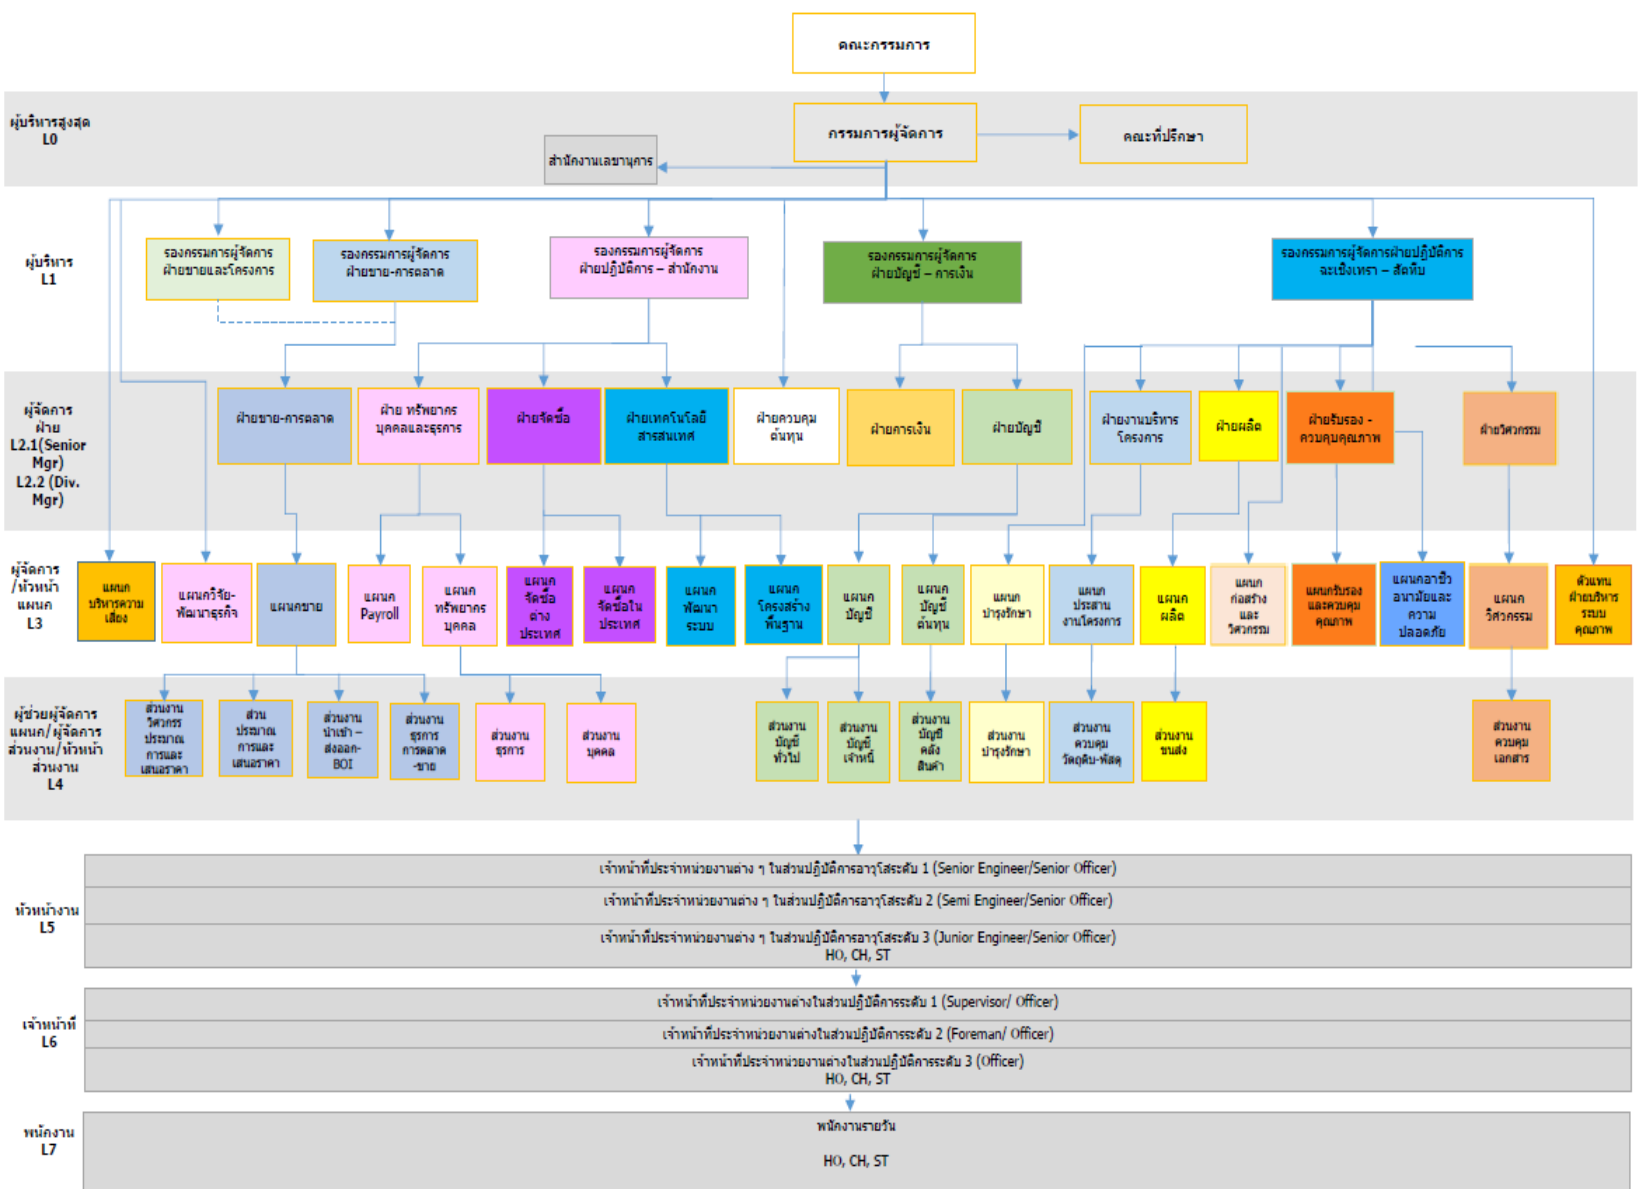 คณะกรรมการ
ผู้บริหารสูงสุด
L0
กรรมการผู้จัดการ
คณะที่ปรึกษา
สำนักงานเลขานุการ
ผู้บริหาร
L1
รองกรรมการผู้จัดการ
ฝ่ายขายและโครงการ
รองกรรมการผู้จัดการ
ฝ่ายขาย-การตลาด
รองกรรมการผู้จัดการ
ฝ่ายปฏิบัติการ – สำนักงาน
รองกรรมการผู้จัดการ
ฝ่ายบัญชี – การเงิน
รองกรรมการผู้จัดการฝ่ายปฏิบัติการ
ฉะเชิงเทรา – สัตหีบ
ผู้จัดการ
ฝ่าย
L2.1(Senior
Mgr)
L2.2 (Div.
Mgr)
ฝ่ายขาย-การตลาด
ฝ่าย ทรัพยากร
บุคคลและธุรการ
ฝ่ายจัดซื้อ
ฝ่ายเทคโนโลยี
สารสนเทศ
ฝ่ายควบคุม
ต้นทุน
ฝ่ายการเงิน
ฝ่ายบัญชี
ฝ่ายงานบริหาร
โครงการ
ฝ่ายผลิต
ฝ่ายรับรอง -
ควบคุมคุณภาพ
ฝ่ายวิศวกรรม
ผู้จัดการ
/หัวหน้า
แผนก
L3
แผนก
บริหารความ
เสี่ยง
แผนกวิจัย-
พัฒนาธุรกิจ
แผนกขาย
แผนก
Payroll
แผนก
ทรัพยากร
บุคคล
แผนก
จัดซื้อ
ต่าง
ประเทศ
แผนก
จัดซื้อใน
ประเทศ
แผนก
พัฒนา
ระบบ
แผนก
โครงสร้าง
พื้นฐาน
แผนก
บัญชี
แผนก
บัญชี
ต้นทุน
แผนก
บำรุงรักษา
แผนก
ประสาน
งานโครงการ
แผนก
ผลิต
แผนก
ก่อสร้าง
และ
วิศวกรรม
แผนกรับรอง
และควบคุม
คุณภาพ
แผนกอาชีว
อนามัยและ
ความ
ปลอดภัย
แผนก
วิศวกรรม
ตัวแทน
ฝ่ายบริหาร
ระบบ
คุณภาพ
ผู้ช่วยผู้จัดการ
แผนก/ผู้จัดการ
ส่วนงาน/หัวหน้า
ส่วนงาน
L4
ส่วนงาน
วิศวกรร
ประมาณ
การและ
เสนอราคา
ส่วน
ประมาณ
การและ
เสนอราคา
ส่วนงาน
นำเข้า –
ส่งออก-
BOI
ส่วนงาน
ธุรการ
การตลาด
-ขาย
ส่วนงาน
ธุรการ
ส่วนงาน
บุคคล
ส่วนงาน
บัญชี
ทั่วไป
ส่วนงาน
บัญชี
เจ้าหนี้
ส่วนงาน
บัญชี
คลัง
สินค้า
ส่วนงาน
บำรุงรักษา
ส่วนงาน
ควบคุม
วัตถุดิบ-พัสดุ
ส่วนงาน
ขนส่ง
ส่วนงาน
ควบคุม
เอกสาร
หัวหน้างาน
L5
เจ้าหน้าที่ประจำหน่วยงานต่าง ๆ ในส่วนปฏิบัติการอาวุโสระดับ 1 (Senior Engineer/Senior Officer)
เจ้าหน้าที่ประจำหน่วยงานต่าง ๆ ในส่วนปฏิบัติการอาวุโสระดับ 2 (Semi Engineer/Senior Officer)
เจ้าหน้าที่ประจำหน่วยงานต่าง ๆ ในส่วนปฏิบัติการอาวุโสระดับ 3 (Junior Engineer/Senior Officer)
HO, CH, ST
เจ้าหน้าที่
L6
เจ้าหน้าที่ประจำหน่วยงานต่างในส่วนปฏิบัติการระดับ 1 (Supervisor/ Officer)
เจ้าหน้าที่ประจำหน่วยงานต่างในส่วนปฏิบัติการระดับ 2 (Foreman/ Officer)
เจ้าหน้าที่ประจำหน่วยงานต่างในส่วนปฏิบัติการระดับ 3 (Officer)
HO, CH, ST
พนักงาน
L7
พนักงานรายวัน
HO, CH, ST